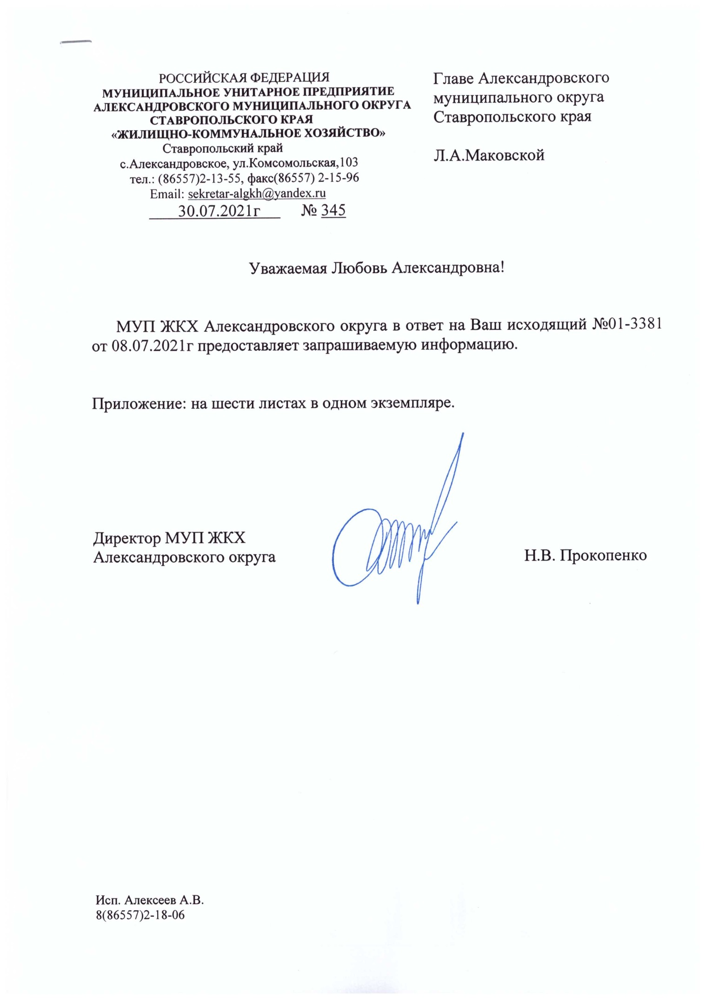 РОССИЙСКАЯ ФЕДЕРАЦИЯ
МУНИЦИПАЛЬНОЕ УНИТАРНОЕ ПРЕДПРИЯТИЕ
АЛЕКСАНДРОВСКОГО МУНИЦИПАЛЬНОГО ОКРУГА
СТАВРОПОЛЬСКОГО КРАЯ
«ЖИЛИЩНО-КОММУНАЛЬНОЕ ХОЗЯЙСТВО»
Ставропольский край
с.Александровское, ул.Комсомольская,103
тел.: (86557)2-13-55, факс(86557) 2-15-96
Email: sekretar-algkh@yandex.ru
30.07.2021г № 345
Главе Александровского
муниципального округа
Ставропольского края
Л.А.Маковской
Уважаемая Любовь Александровна!
МУП ЖКХ Александровского округа в ответ на Ваш исходящий №01-3381
от 08.07.2021г предоставляет запрашиваемую информацию.
Приложение: на шести листах в одном экземпляре.
Директор МУП ЖКХ
Александровского округа Н.В. Прокопенко
Исп. Алексеев А.В.
8(86557)2-18-06